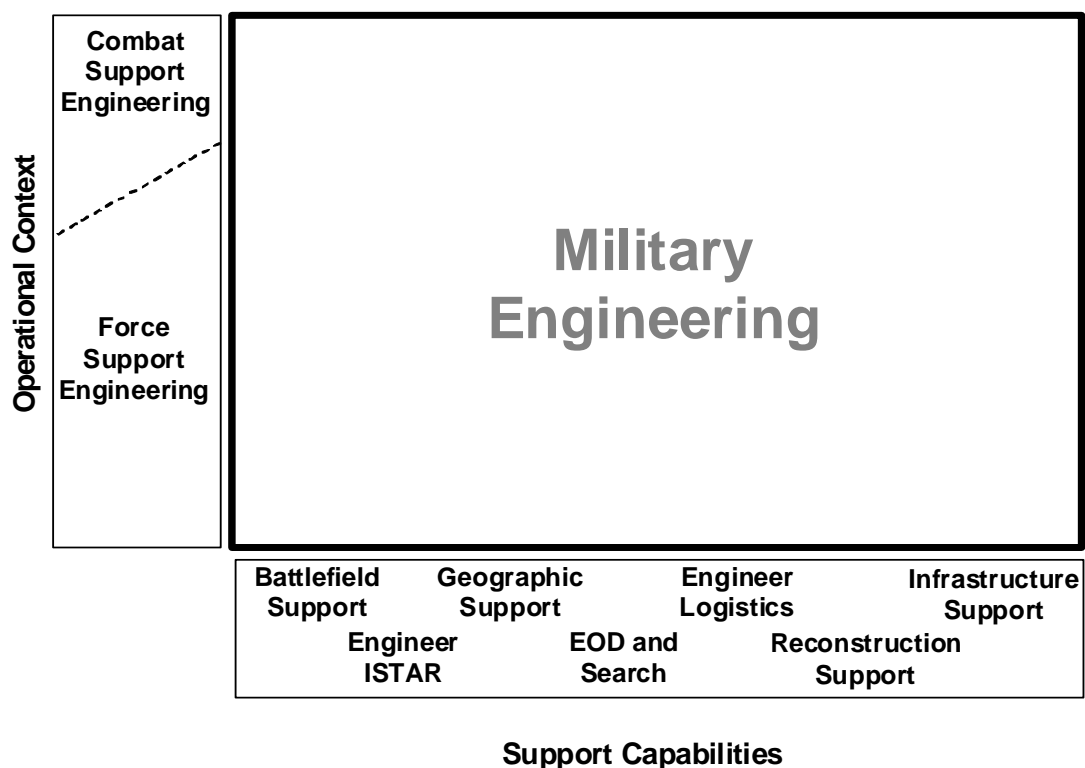 Combat
Support
Engineering
Operational Context
Force
Support
Engineering
Military
Engineering
Battlefield
Support
Geographic
Support
Engineer
Logistics
Infrastructure
Support
Engineer
ISTAR
EOD and
Search
Reconstruction
Support
Support Capabilities